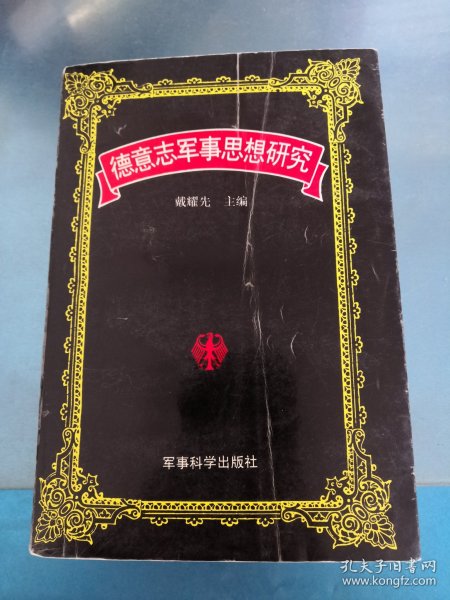 德意志军事思想研究
戴耀先 主编
军事科学出版社
孔夫子旧书网
www.kongfz.com